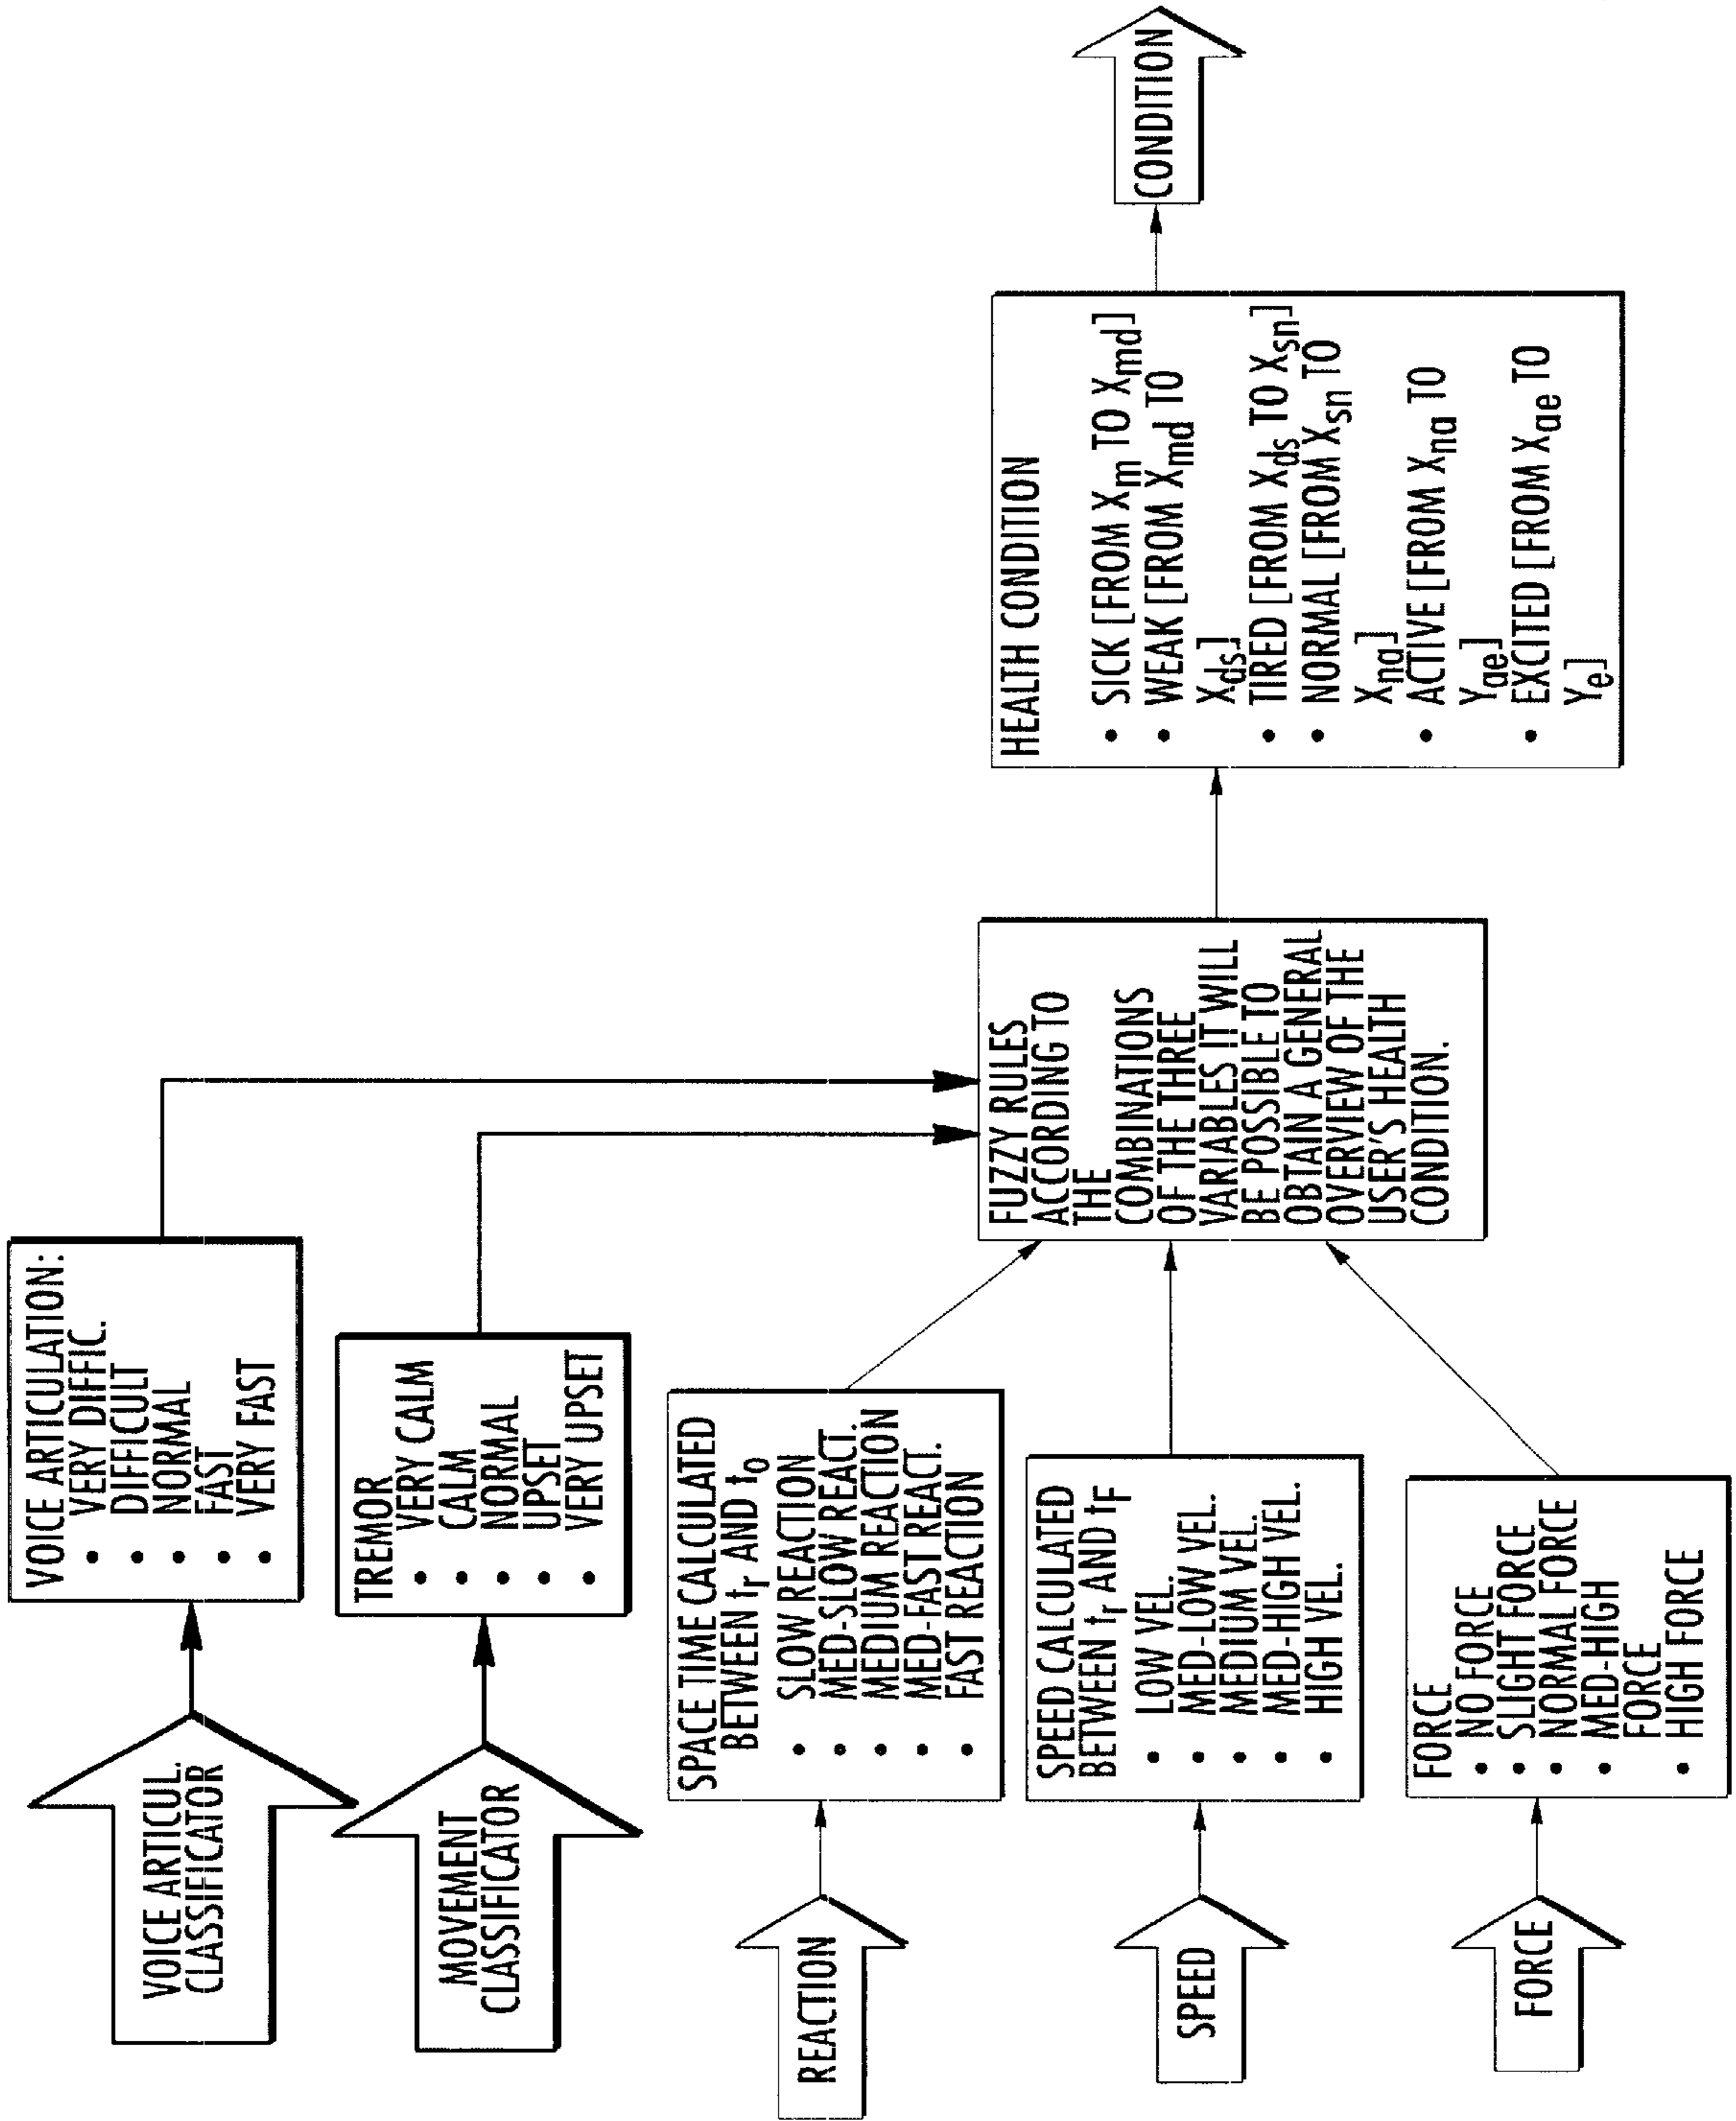 VOICE ARTICUL.
CLASSIFICATOR
VOICE ARTICULATION:
• VERY DIFFIC.
• DIFFICULT
• NORMAL
• FAST
• VERY FAST
MOVEMENT
CLASSIFICATOR
TREMOR
• VERY CALM
• CALM
• NORMAL
• UPSET
• VERY UPSET
REACTION
SPACE TIME CALCULATED
BETWEEN tr AND to
• SLOW REACTION
• MED-SLOW REACT.
• MEDIUM REACTION
• MED-FAST REACT.
• FAST REACTION
SPEED
SPEED CALCULATED
BETWEEN tr AND tF
• LOW VEL.
• MED-LOW VEL.
• MEDIUM VEL.
• MED-HIGH VEL.
• HIGH VEL.
FORCE
FORCE
• NO FORCE
• SLIGHT FORCE
• NORMAL FORCE
• MED-HIGH
FORCE
• HIGH FORCE
FUZZY RULES
ACCORDING TO
THE
COMBINATIONS
OF THE THREE
VARIABLES IT WILL
BE POSSIBLE TO
OBTAIN A GENERAL
OVERVIEW OF THE
USER'S HEALTH
CONDITION.
HEALTH CONDITION
• SICK [FROM Xm TO Xmd]
• WEAK [FROM Xmd TO
Xds]
• TIRED [FROM Xds TO Xsn]
• NORMAL [FROM Xsn TO
Xna]
• ACTIVE [FROM Xna TO
Yae]
• EXCITED [FROM Xae TO
Ye]
CONDITION